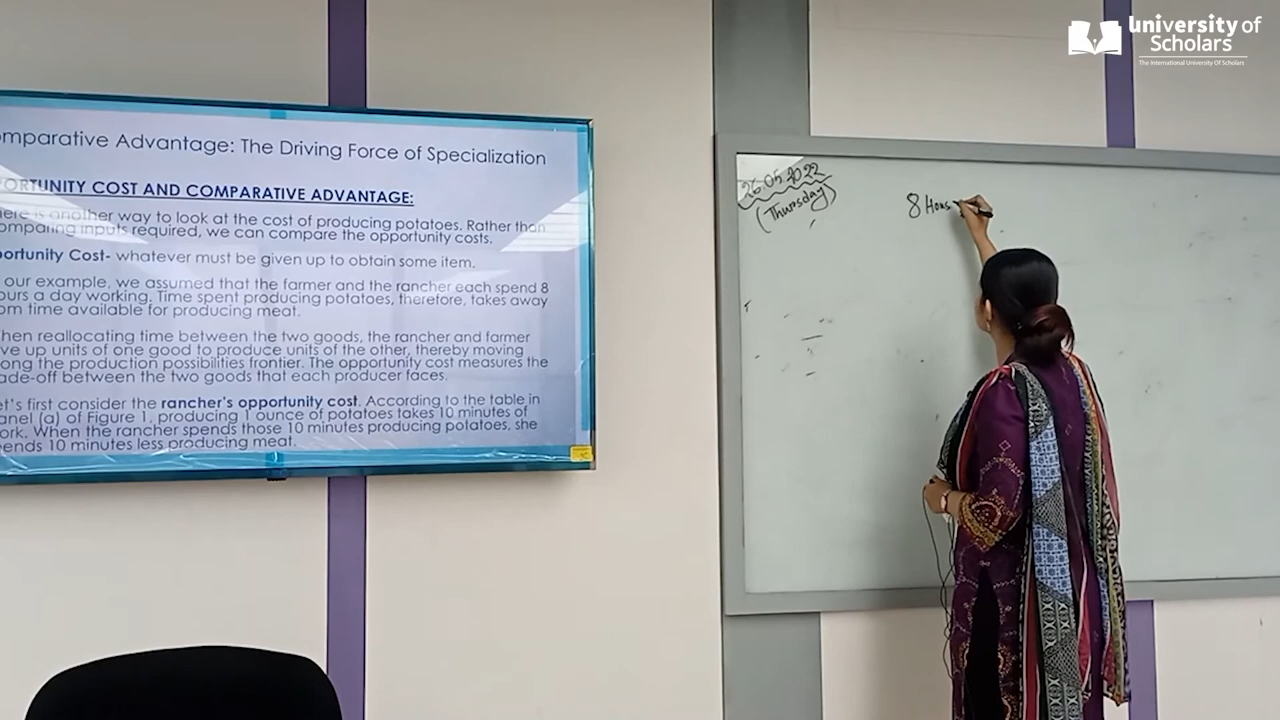 University of
Scholars
The International University Of Scholars
omparative Advantage: The Driving Force of Specialization
PORTUNITY COST AND COMPARATIVE ADVANTAGE:
here is another way to look at the cost of producing potatoes. Rather than
omparing inputs required, we can compare the opportunity costs.
portunity Cost- whatever must be given up to obtain some item.
our example, we assumed that the farmer and the rancher each spend 8
ours a day working. Time spent producing potatoes, therefore, takes away
om time available for producing meat.
hen reallocating time between the two goods, the rancher and farmer
ve up units of one good to produce units of the other, thereby moving
ong the production possibilities frontier. The opportunity cost measures the
ade-off between the two goods that each producer faces.
et's first consider the rancher's opportunity cost. According to the table in
anel (a) of Figure 1, producing 1 ounce of potatoes takes 10 minutes of
ork. When the rancher spends those 10 minutes producing potatoes, she
pends 10 minutes less producing meat.
26.05.2022
(Thursday)
8 Hours